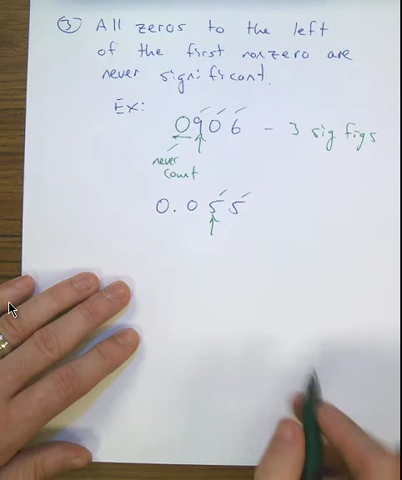 ③ All zeros to the left
of the first nonzero are
never significant.
Ex:
0906 - 3 sig figs
never
count
0.055